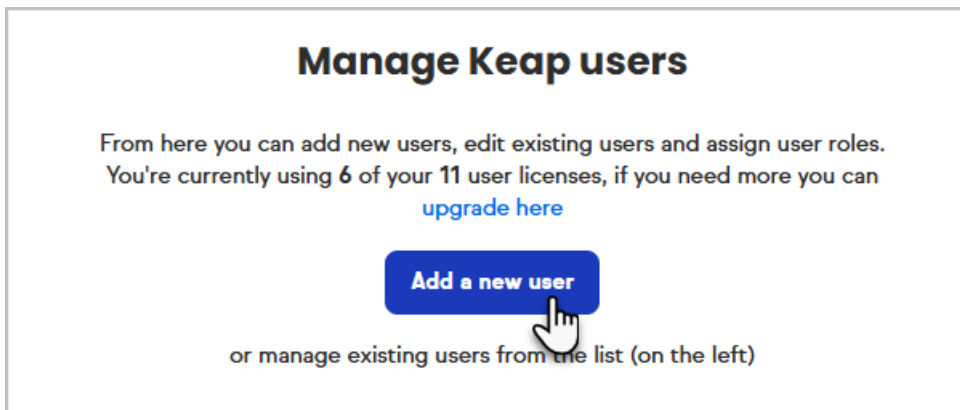 Manage Keap users
From here you can add new users, edit existing users and assign user roles.
You're currently using 6 of your 11 user licenses, if you need more you can
upgrade here
Add a new user
or manage existing users from the list (on the left)